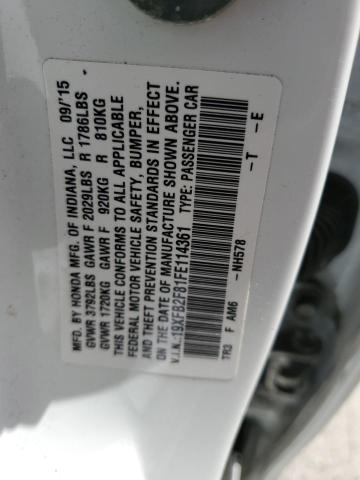 MFD. BY HONDA MFG. OF INDIANA, LLC 09/'15
GVWR 3792LBS GAWR F 2029LBS R 1786LBS
GVWR 1720KG GAWR F 920KG R 810KG
THIS VEHICLE CONFORMS TO ALL APPLICABLE
FEDERAL MOTOR VEHICLE SAFETY, BUMPER,
AND THEFT PREVENTION STANDARDS IN EFFECT
ON THE DATE OF MANUFACTURE SHOWN ABOVE.
V.I.N.:19XFB2F81FE114361 TYPE: PASSENGER CAR
TR3 F AM6 -NH578 -T -E